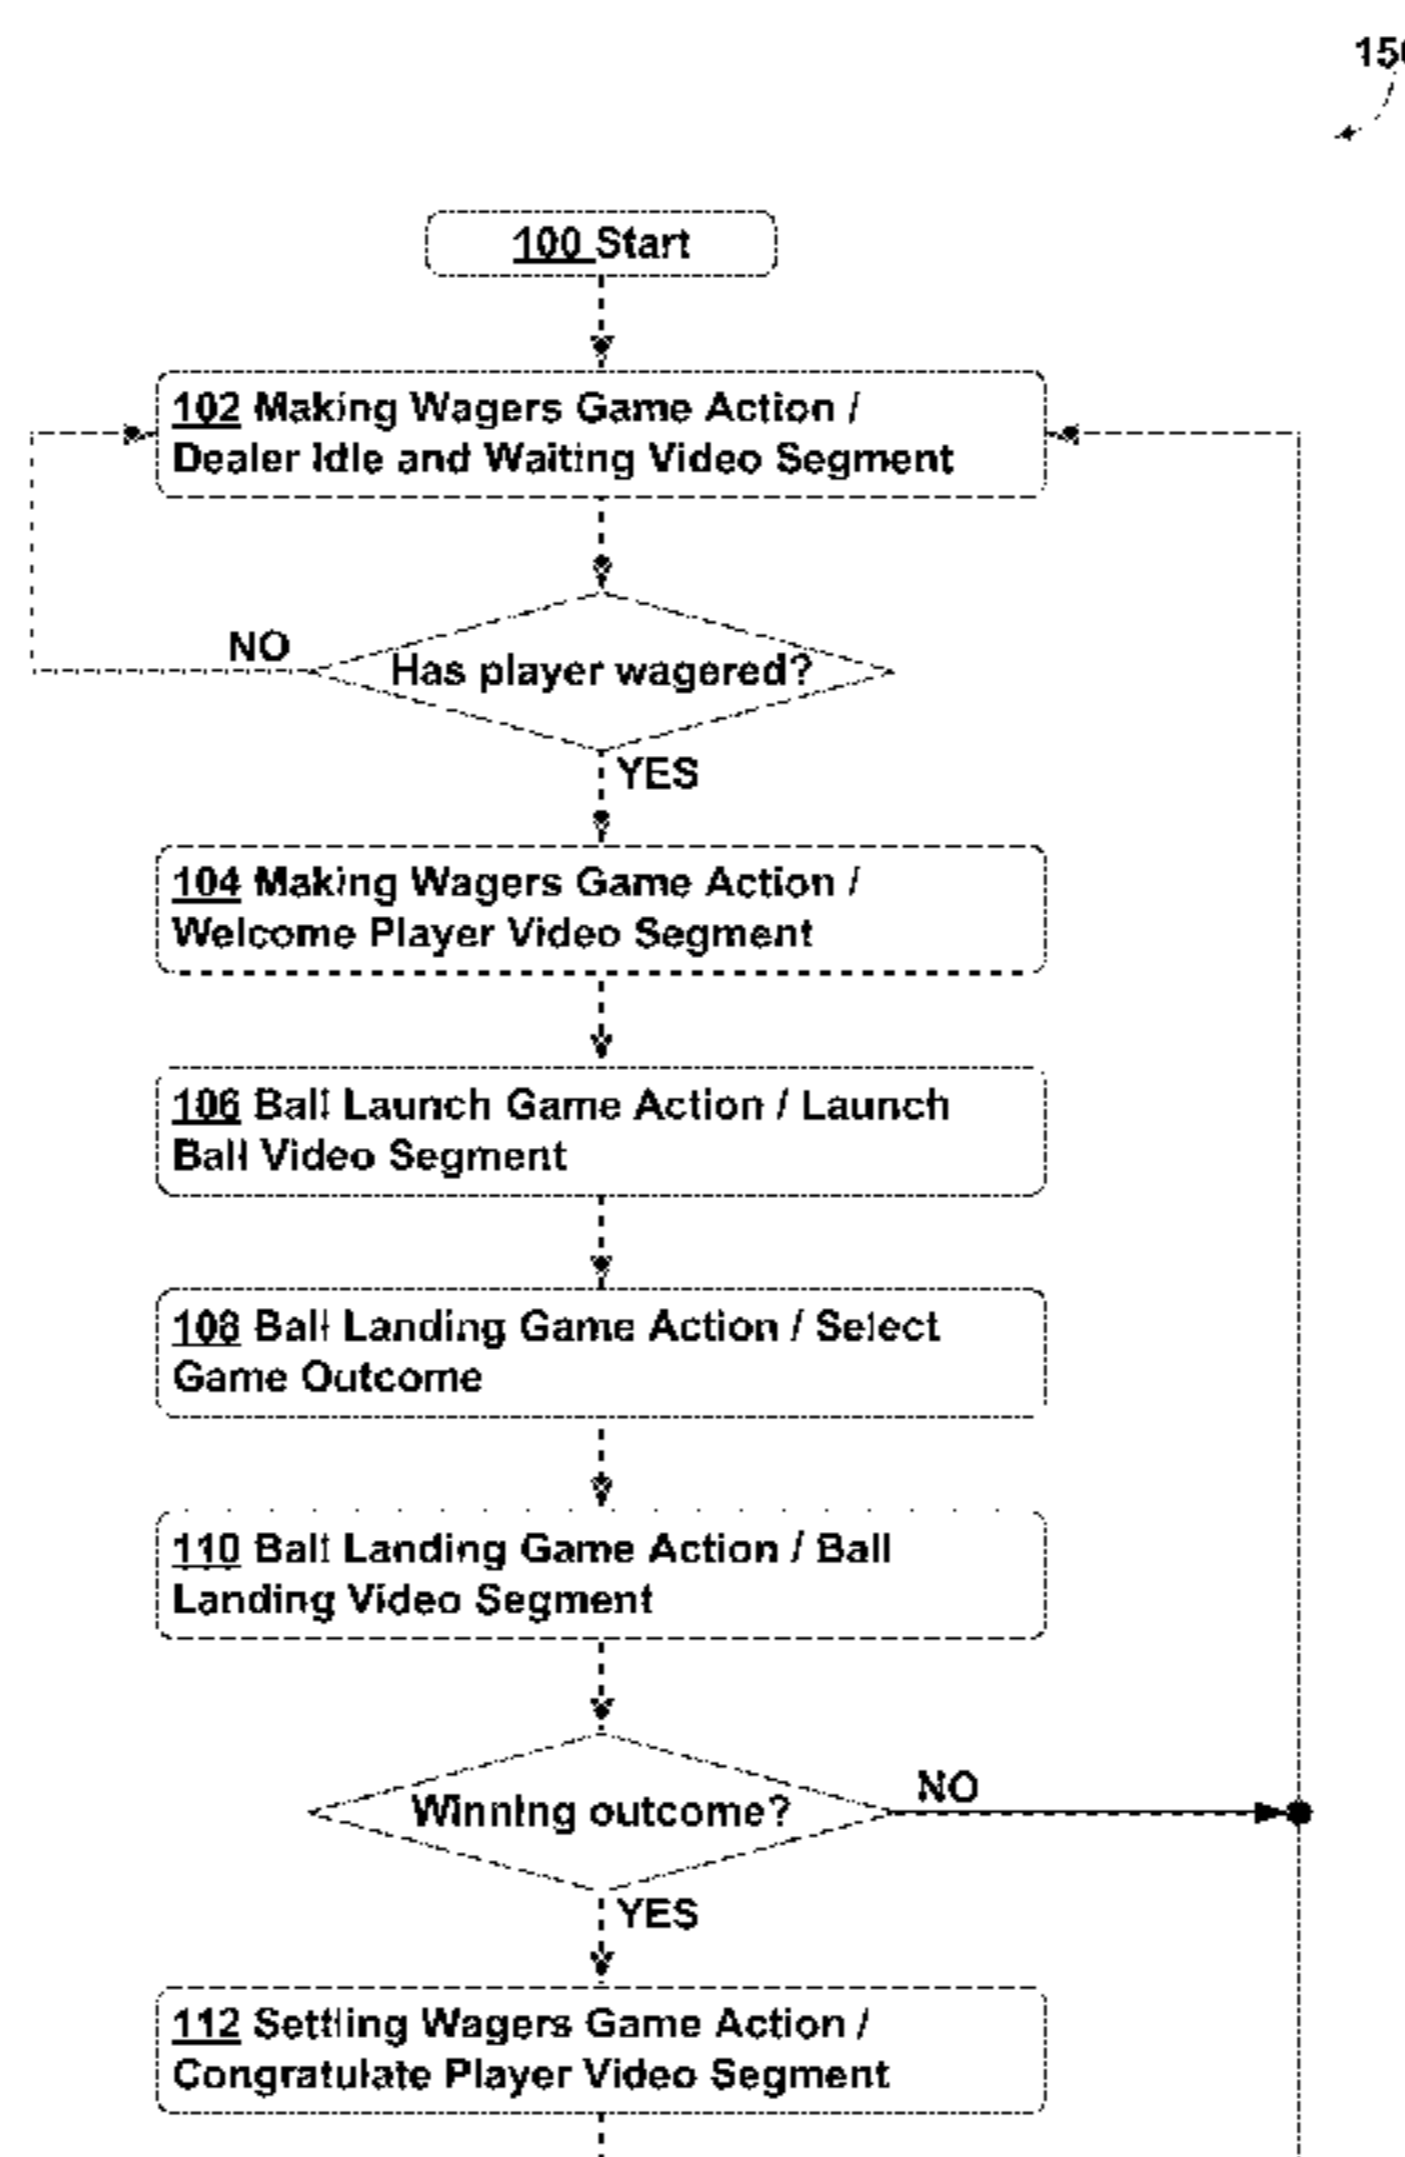 100 Start
102 Making Wagers Game Action /
Dealer Idle and Waiting Video Segment
NO
Has player wagered?
YES
104 Making Wagers Game Action /
Welcome Player Video Segment
106 Ball Launch Game Action / Launch
Ball Video Segment
108 Ball Landing Game Action / Select
Game Outcome
110 Ball Landing Game Action / Ball
Landing Video Segment
NO
Winning outcome?
YES
112 Settling Wagers Game Action /
Congratulate Player Video Segment